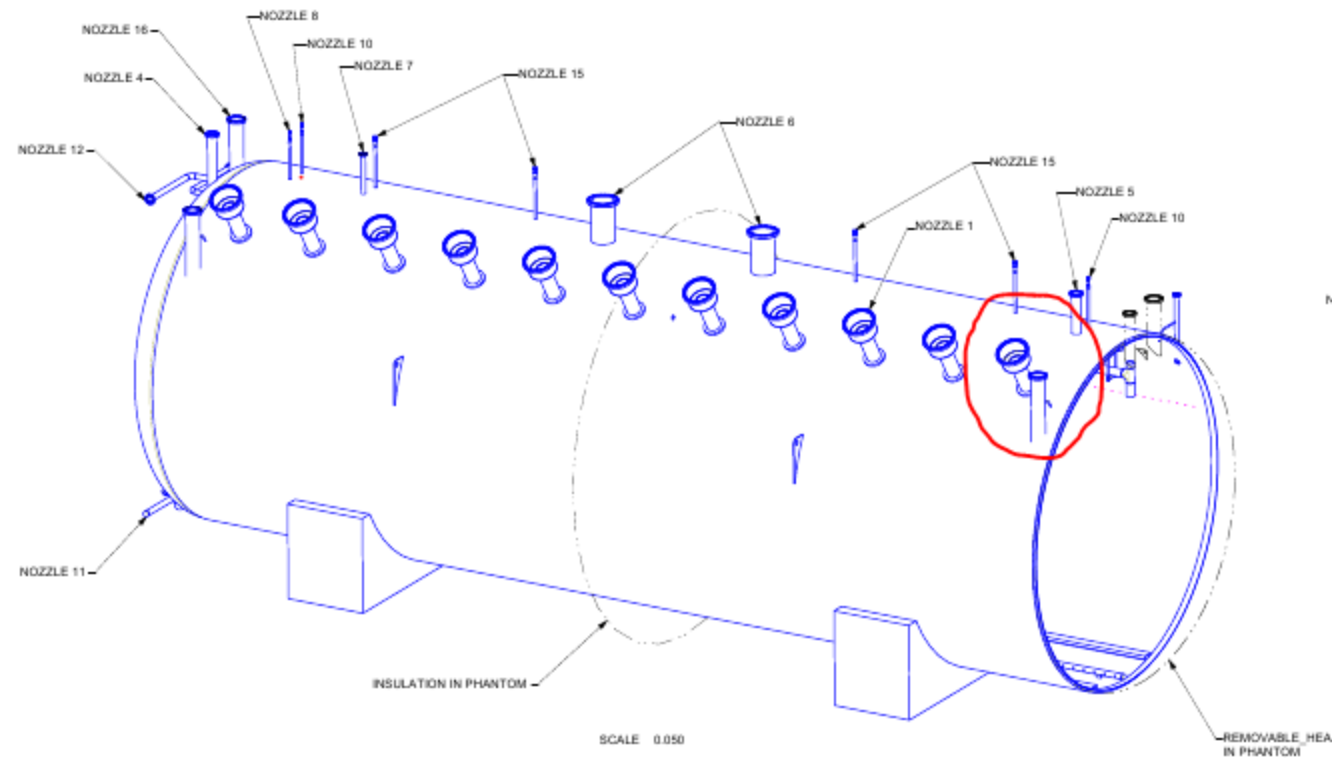 NOZZLE 8
NOZZLE 16
NOZZLE 10
NOZZLE 7
NOZZLE 4
NOZZLE 15
NOZZLE 6
NOZZLE 12
NOZZLE 15
NOZZLE 5
NOZZLE 10
NOZZLE 1
N
NOZZLE 11
INSULATION IN PHANTOM
SCALE 0.050
REMOVABLE_HEA
IN PHANTOM